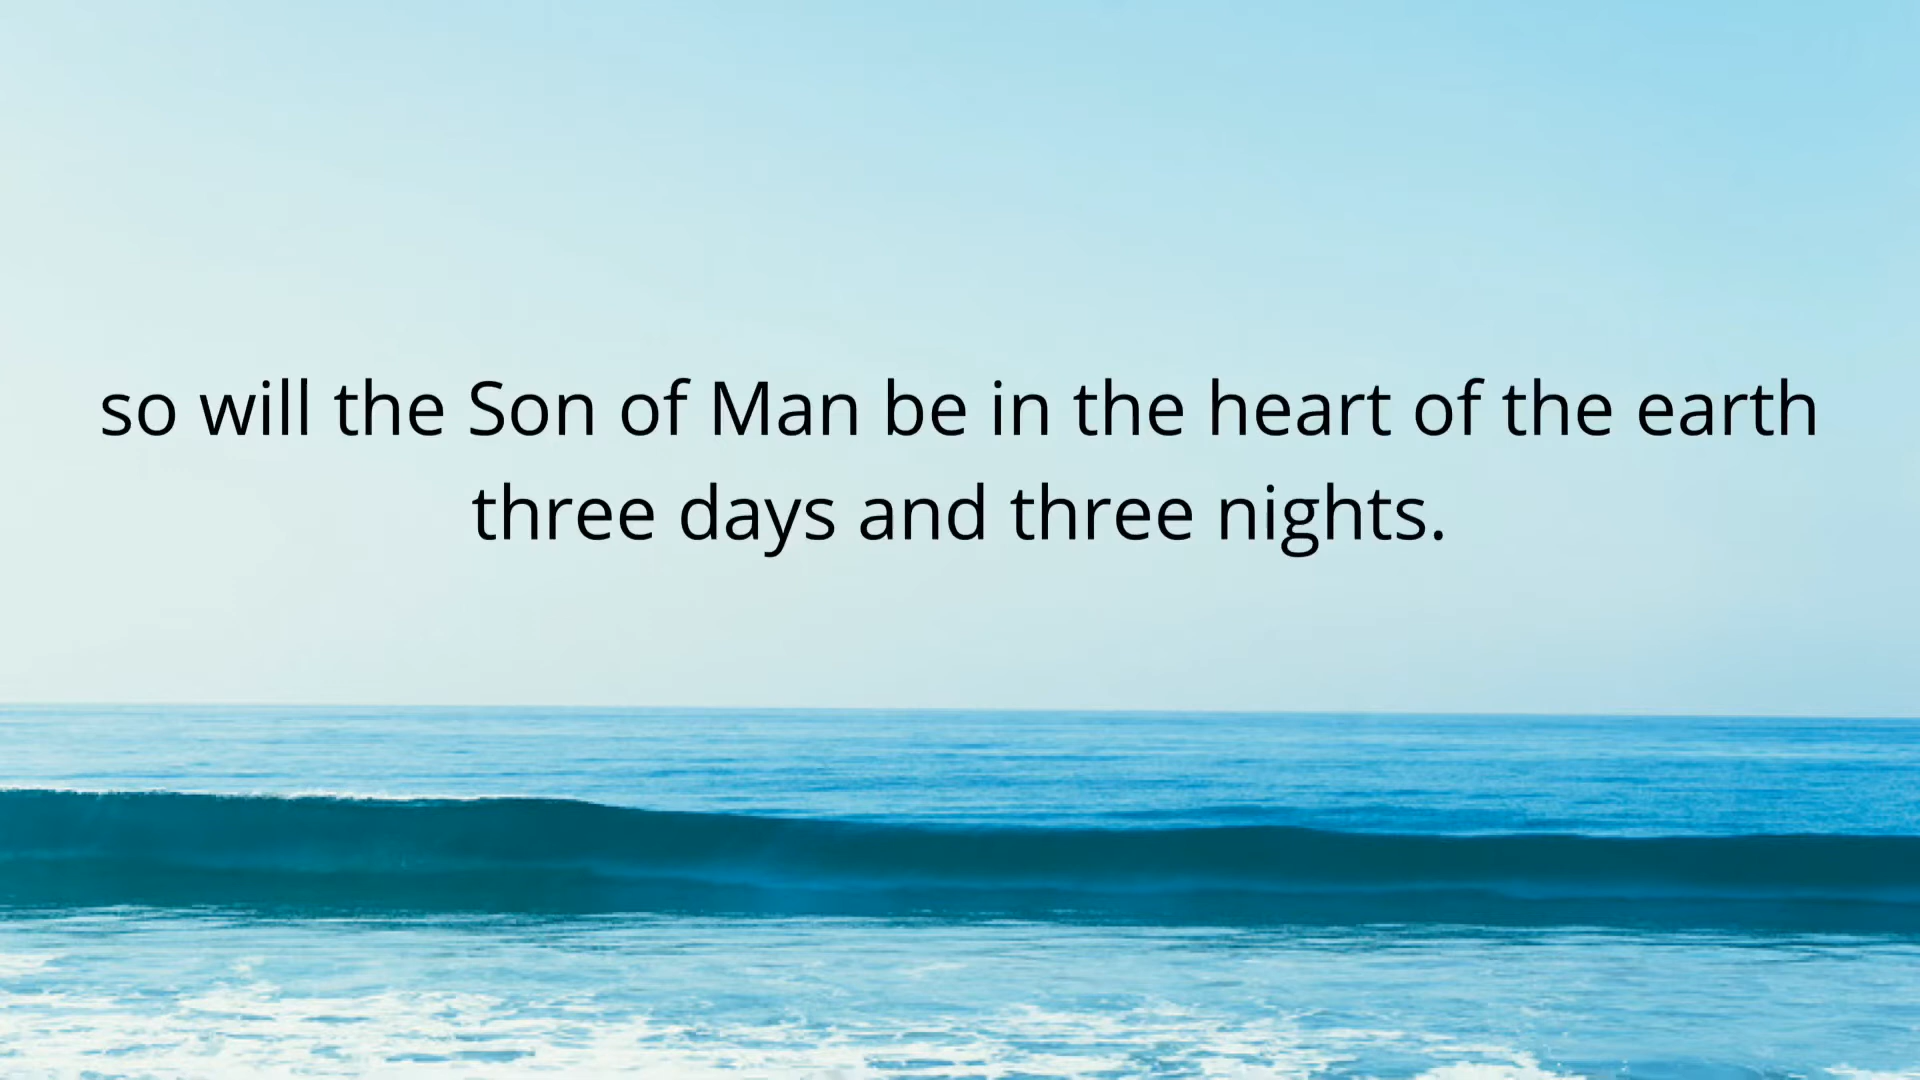 so will the Son of Man be in the heart of the earth
three days and three nights.